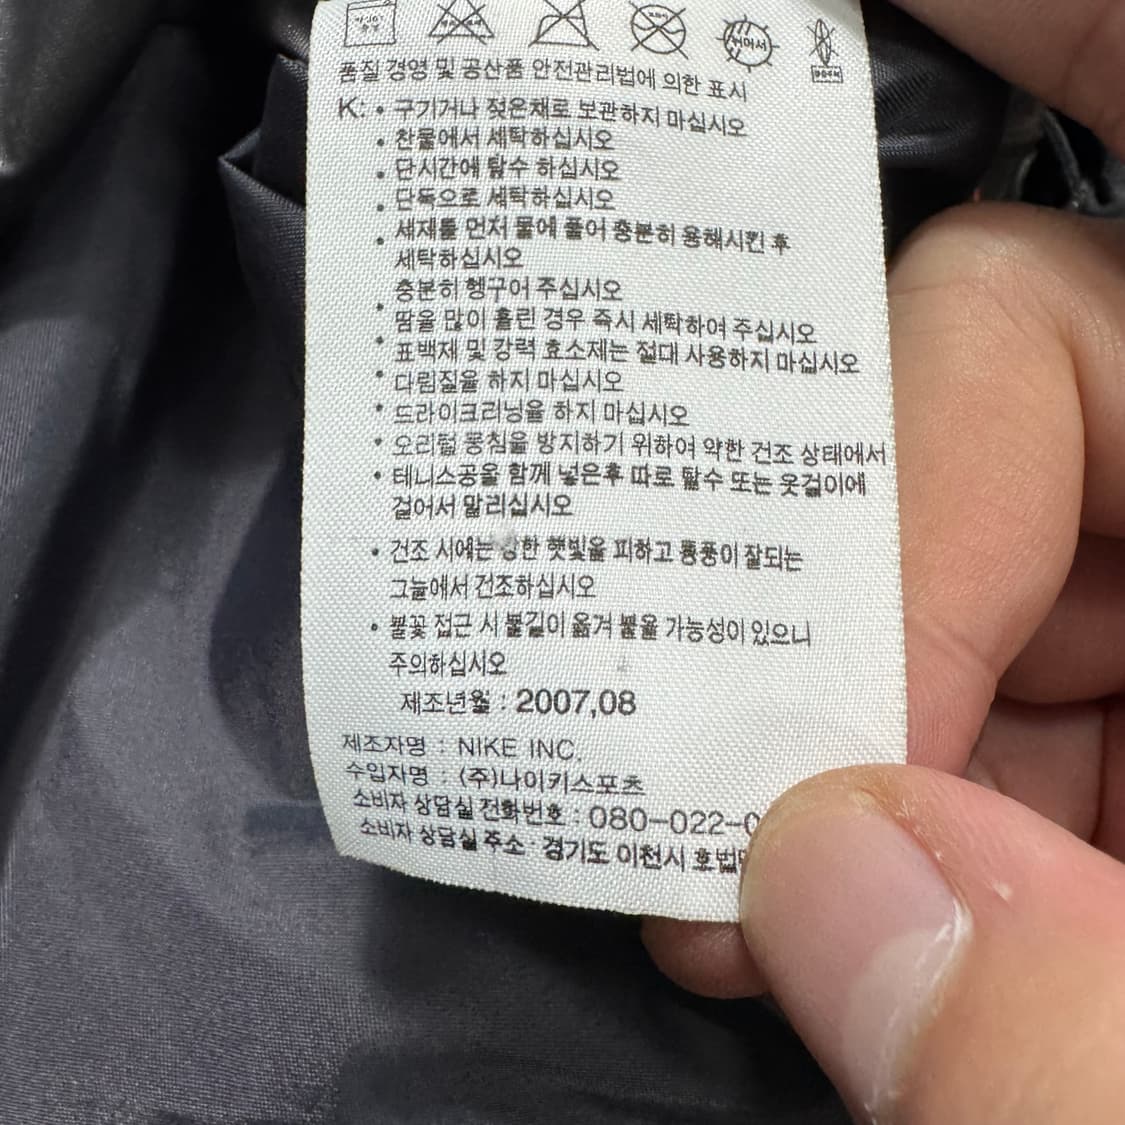 품질 경영 및 공산품 안전관리법에 의한 표시
K: • 구기거나 젖은채로 보관하지 마십시오
• 찬물에서 세탁하십시오
• 단시간에 탈수 하십시오
• 단독으로 세탁하십시오
• 세제를 먼저 물에 풀어 충분히 용해시킨 후
세탁하십시오
• 충분히 헹구어 주십시오
• 땀을 많이 흘린 경우 즉시 세탁하여 주십시오
• 표백제 및 강력 효소제는 절대 사용하지 마십시오
• 다림질을 하지 마십시오
• 드라이크리닝을 하지 마십시오
• 오리털 뭉침을 방지하기 위하여 약한 건조 상태에서
테니스공을 함께 넣은후 따로 탈수 또는 옷걸이에
걸어서 말리십시오
• 건조 시에는 강한 햇빛을 피하고 통풍이 잘되는
그늘에서 건조하십시오
• 불꽃 접근 시 불길이 옮겨 붙을 가능성이 있으니
주의하십시오
제조년월 : 2007,08
제조자명 : NIKE INC.
수입자명 : (주)나이키스포츠
소비자 상담실 전화번호 : 080-022-0
소비자 상담실 주소 : 경기도 이천시 호법